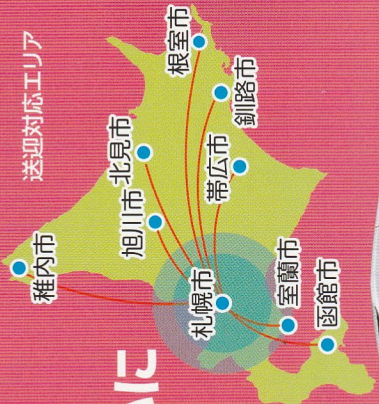 送迎対応エリア
稚内市
北見市
旭川市
根室市
釧路市
帯広市
札幌市
室蘭市
函館市
に